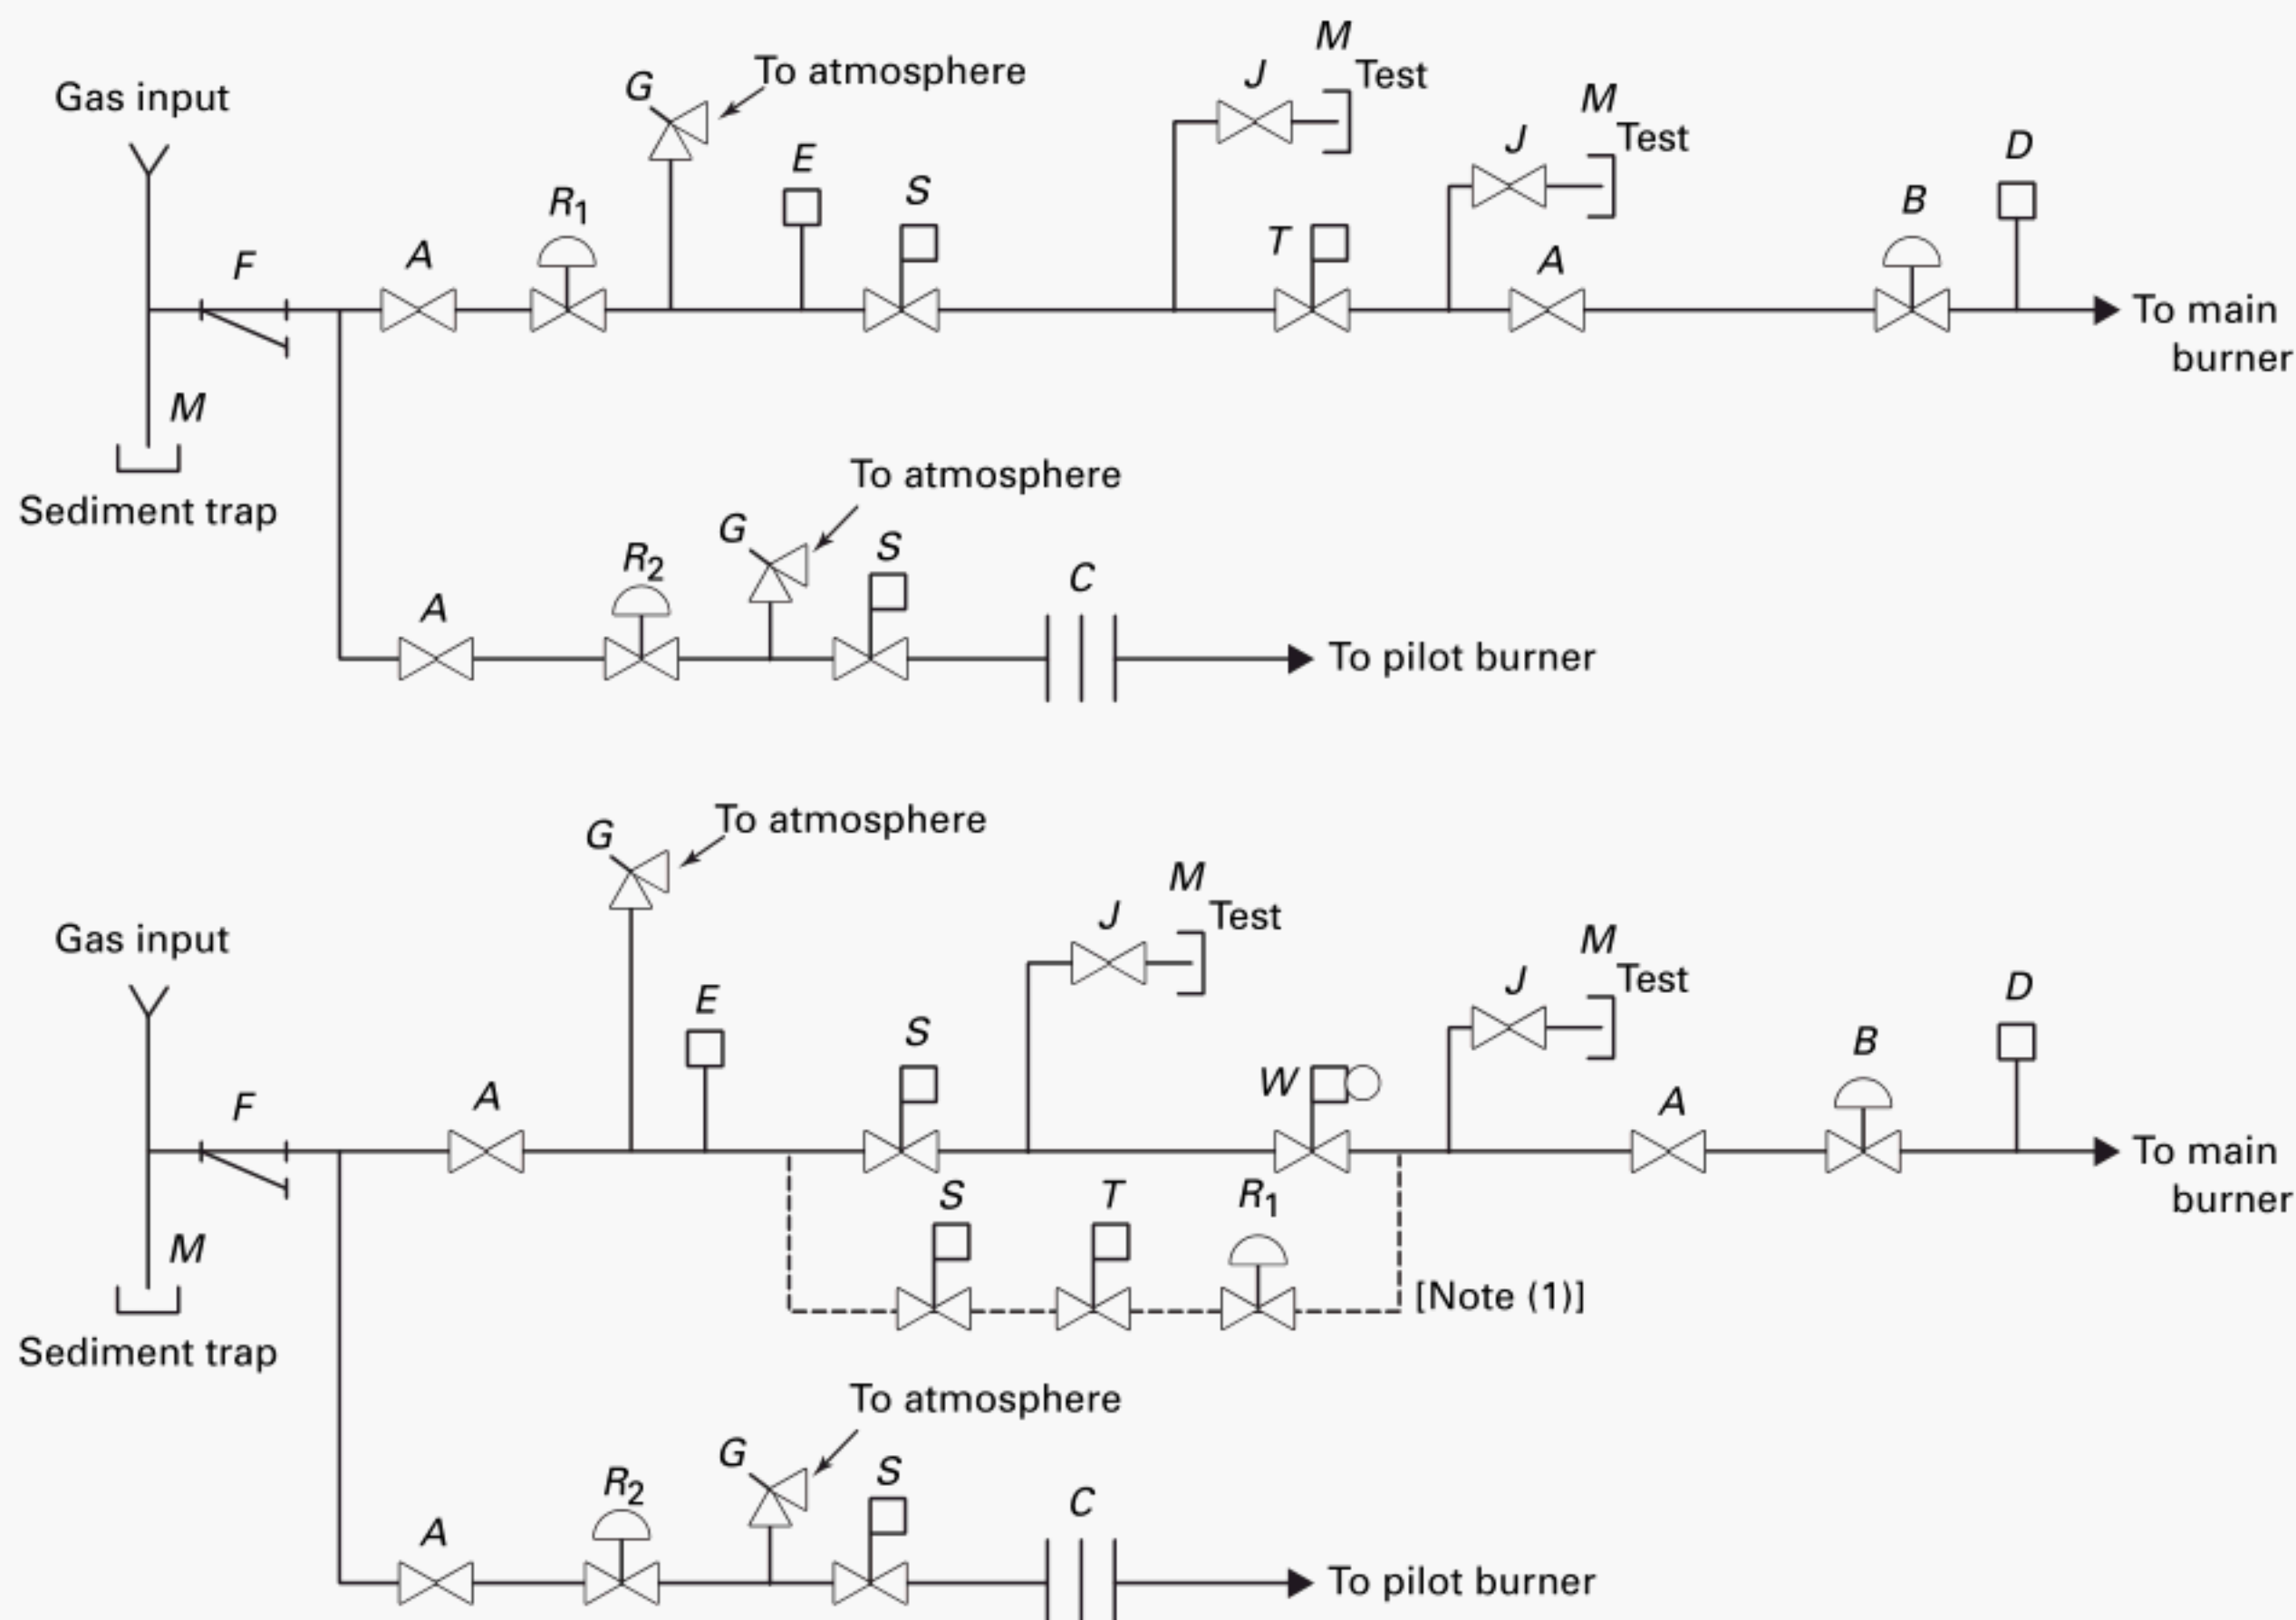 M
To atmosphere
G
J
Test
Gas input
M
Test
J
E
D
S
R1
B
T
F
A
A
To main
burner
M
To atmosphere
Sediment trap
G
S
R2
C
A
To pilot burner
To atmosphere
G
M
J
Test
Gas input
M
Test
J
E
D
S
B
W
F
A
A
To main
burner
S
T
R1
M
[Note (1)]
Sediment trap
To atmosphere
G
S
R2
C
A
To pilot burner